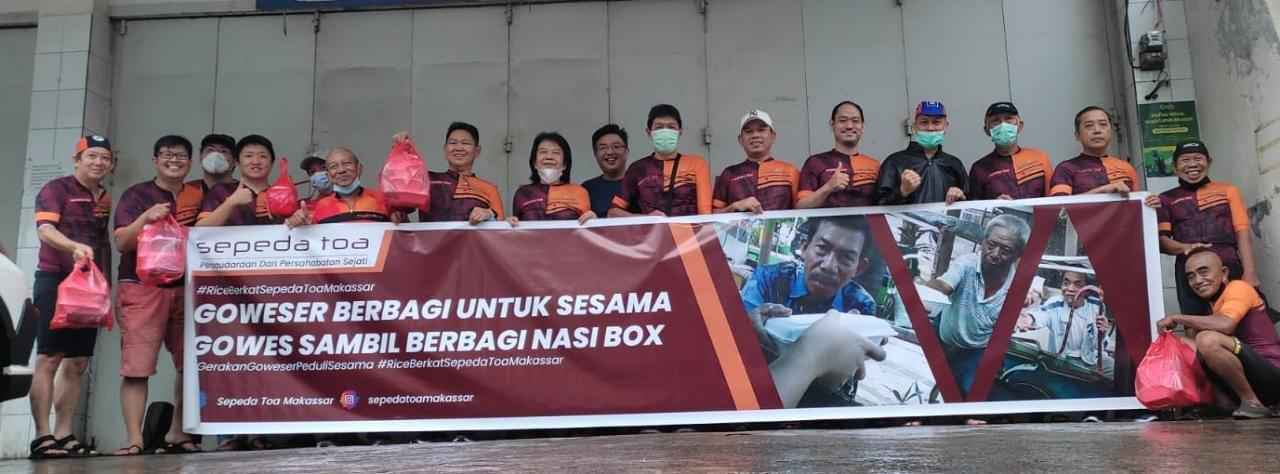 sepeda toa
Persaudaraan Dan Persahabatan Sejati
#RiceBerkatSepedaToaMakassar
GOWESER BERBAGI UNTUK SESAMA
GOWES SAMBIL BERBAGI NASI BOX
GerakanGoweserPeduliSesama #RiceBerkatSepedaToaMakassar
Sepeda Toa Makassar
sepedatoamakassar
Grab